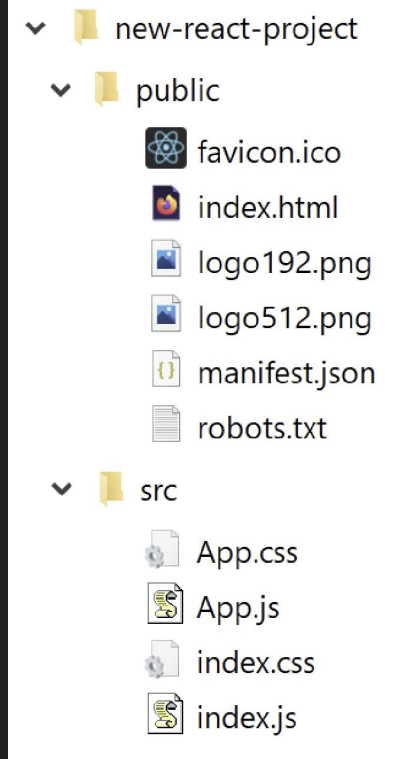 new-react-project
public
favicon.ico
index.html
logo192.png
logo512.png
manifest.json
robots.txt
src
App.css
App.js
index.css
index.js